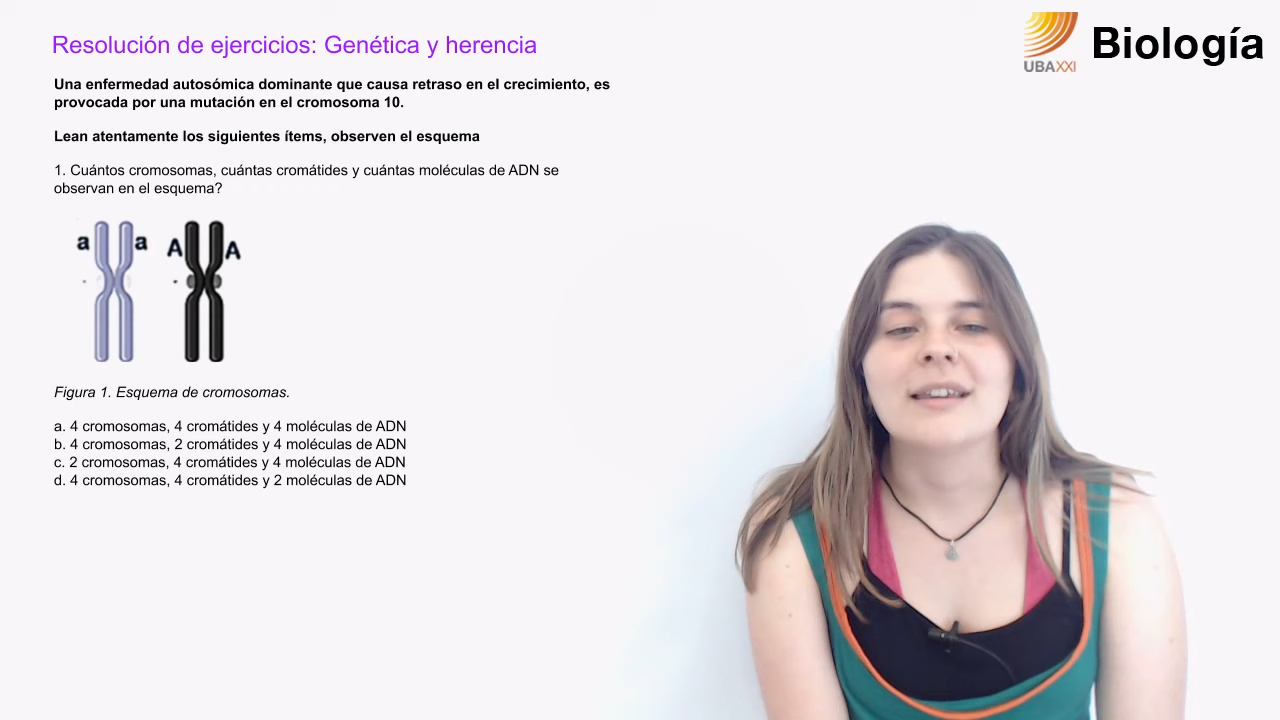 Resolución de ejercicios: Genética y herencia
UBAXXI
Biología
Una enfermedad autosómica dominante que causa retraso en el crecimiento, es
provocada por una mutación en el cromosoma 10.
Lean atentamente los siguientes ítems, observen el esquema
1. Cuántos cromosomas, cuántas cromátides y cuántas moléculas de ADN se
observan en el esquema?
a a A A
Figura 1. Esquema de cromosomas.
a. 4 cromosomas, 4 cromátides y 4 moléculas de ADN
b. 4 cromosomas, 2 cromátides y 4 moléculas de ADN
c. 2 cromosomas, 4 cromátides y 4 moléculas de ADN
d. 4 cromosomas, 4 cromátides y 2 moléculas de ADN